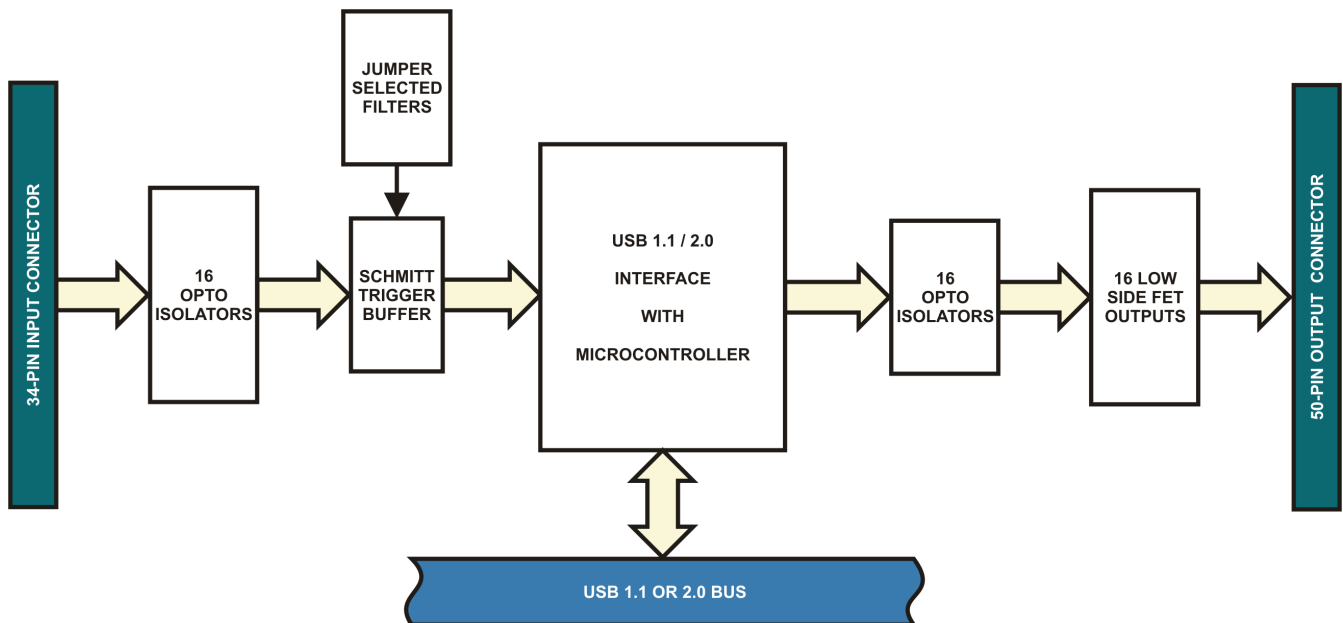 JUMPER
SELECTED
FILTERS
34-PIN INPUT CONNECTOR
16
OPTO
ISOLATORS
SCHMITT
TRIGGER
BUFFER
USB 1.1 / 2.0
INTERFACE
WITH
MICROCONTROLLER
16
OPTO
ISOLATORS
16 LOW
SIDE FET
OUTPUTS
50-PIN OUTPUT CONNECTOR
USB 1.1 OR 2.0 BUS